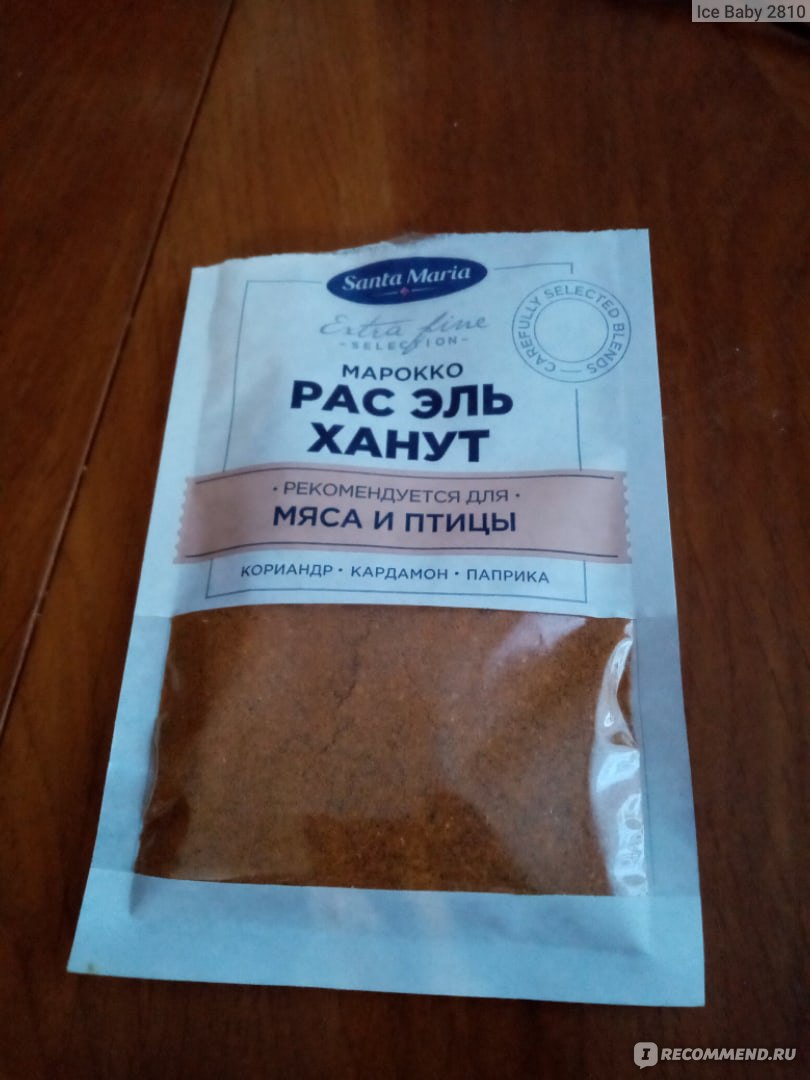 Ice Baby 2810
Santa Maria
Extra fine
-SELECTION-
CAREFULLY SELECTED BLENDS
МАРОККО
РАС ЭЛЬ
ХАНУТ
• РЕКОМЕНДУЕТСЯ ДЛЯ •
МЯСА И ПТИЦЫ
КОРИАНДР • КАРДАМОН • ПАПРИКА
IRECOMMEND.RU